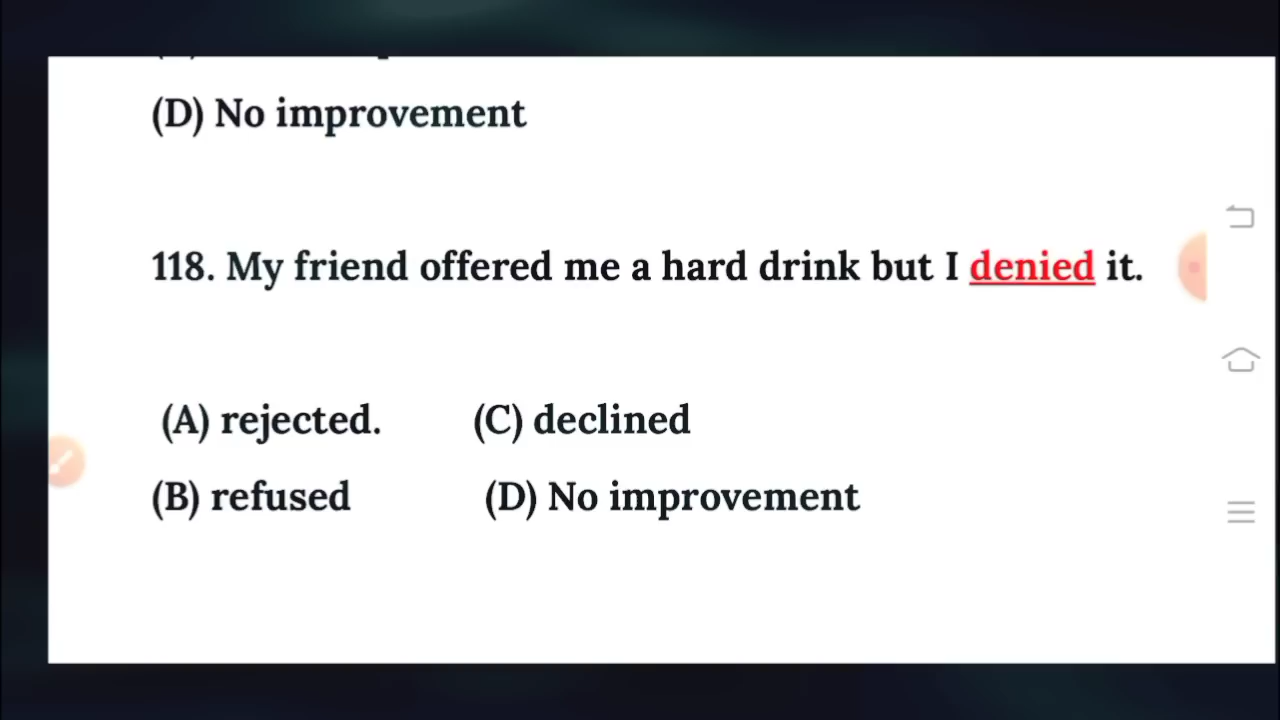 (D) No improvement
118. My friend offered me a hard drink but I denied it.
(A) rejected. (C) declined
(B) refused (D) No improvement